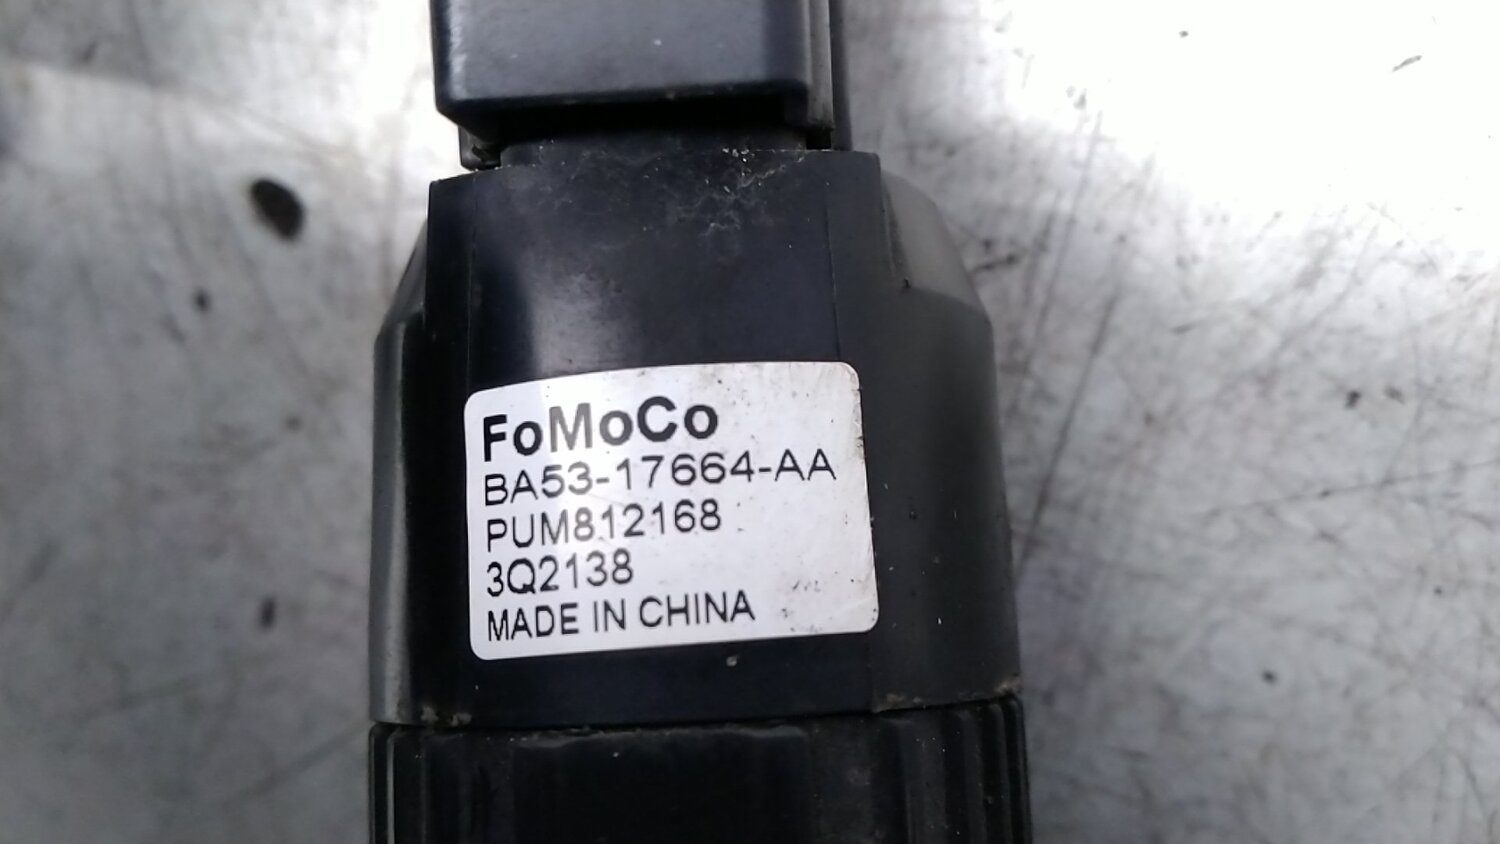 FoMoCo
BA53-17664-AA
PUM812168
3Q2138
MADE IN CHINA